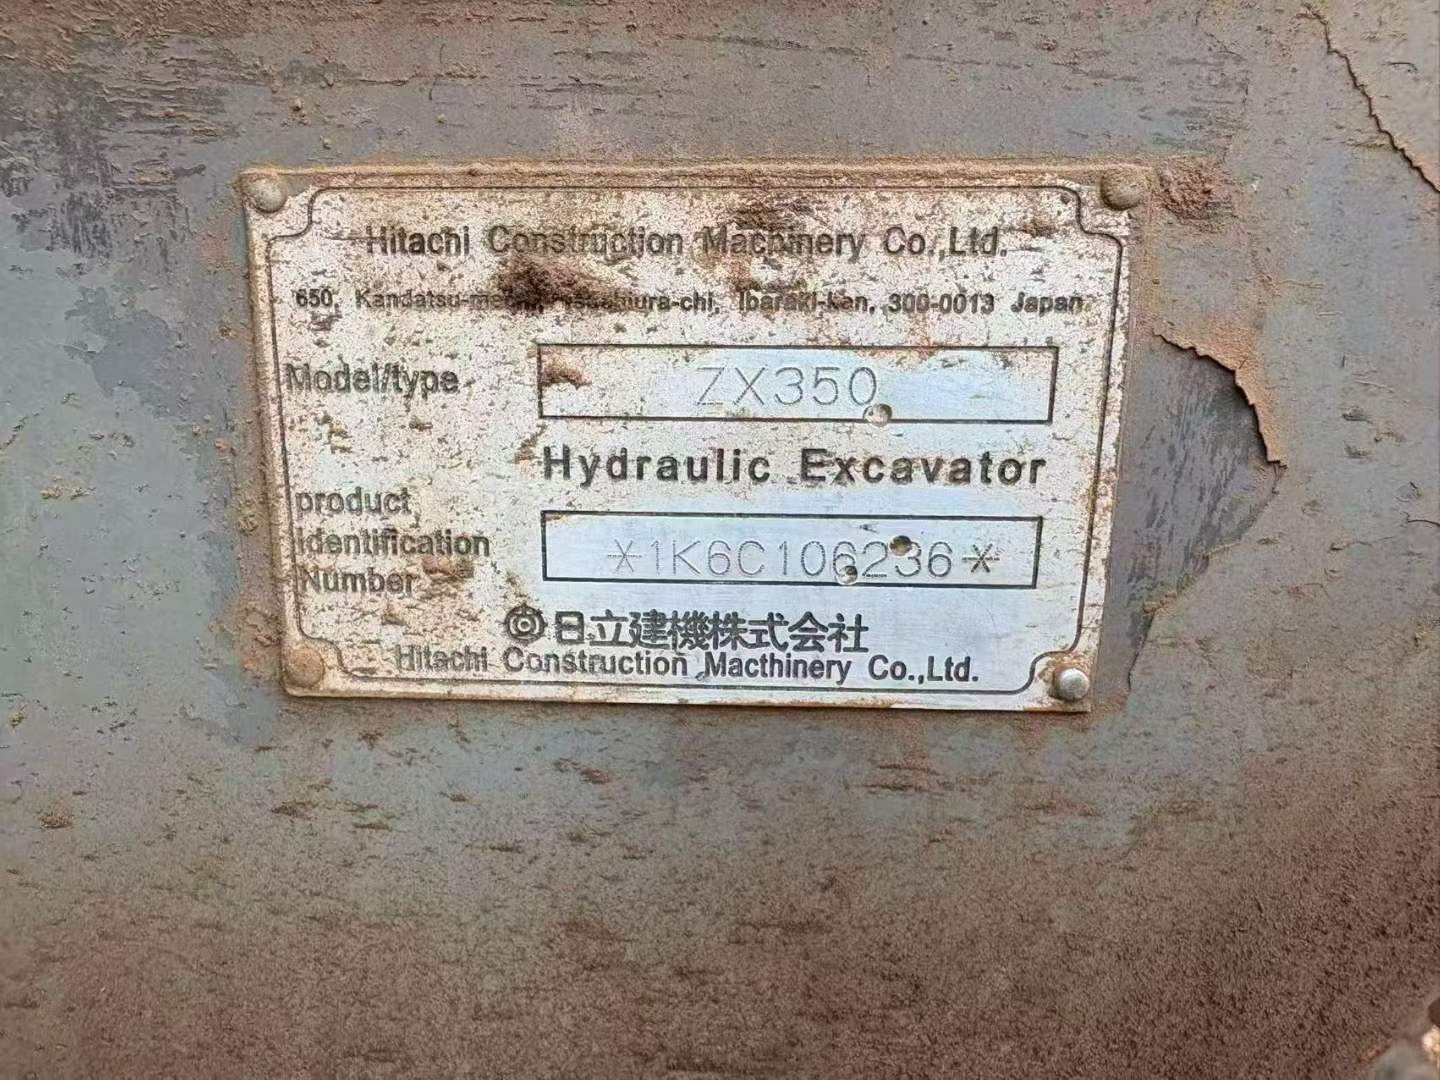 Hitachi Construction Machinery Co.,Ltd.
650, Kandatsu-machi, Tsuchiura-chi, Ibaraki-ken, 300-0013 Japan
Model/type
ZX350
Hydraulic Excavator
product
identification
Number
*1K6C106236*
日立建機株式会社
Hitachi Construction Macthinery Co.,Ltd.